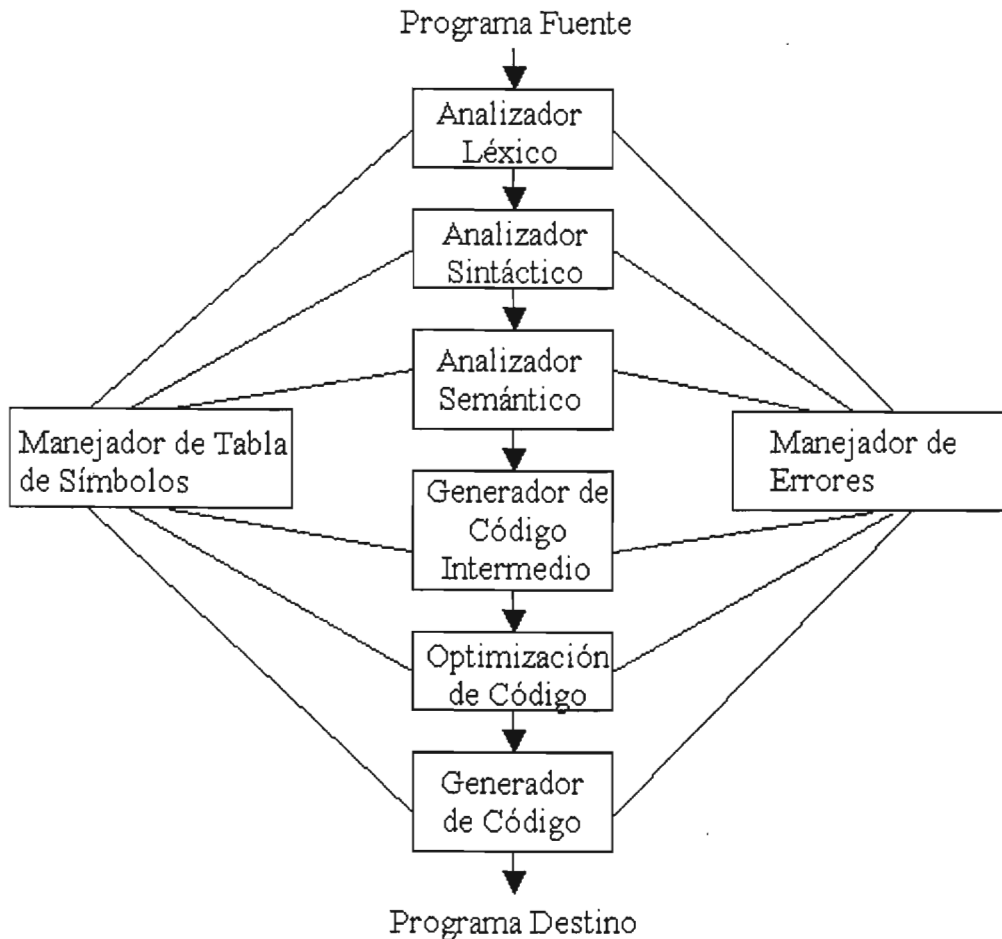 Programa Fuente
Analizador
Léxico
Analizador
Sintáctico
Analizador
Semántico
Manejador de Tabla
de Símbolos
Manejador de
Errores
Generador de
Código
Intermedio
Optimización
de Código
Generador
de Código
Programa Destino